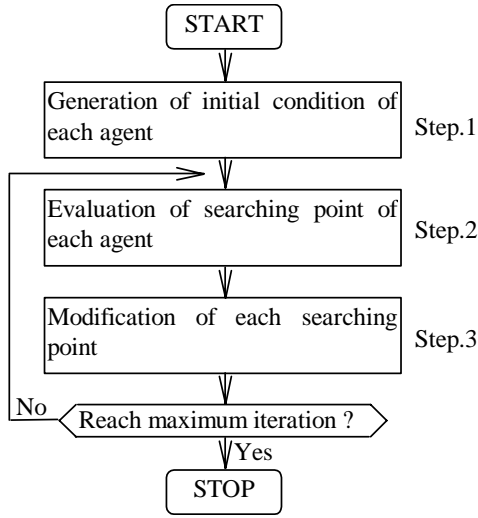 START
Generation of initial condition of
each agent
Step.1
Evaluation of searching point of
each agent
Step.2
Modification of each searching
point
Step.3
No
Reach maximum iteration ?
Yes
STOP